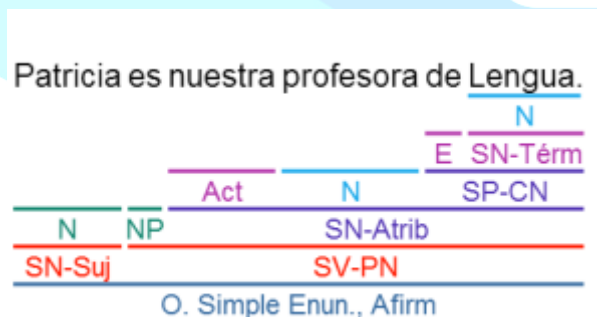 Patricia es nuestra profesora de Lengua.
N
E SN-Térm
Act N SP-CN
N NP SN-Atrib
SN-Suj SV-PN
O. Simple Enun., Afirm